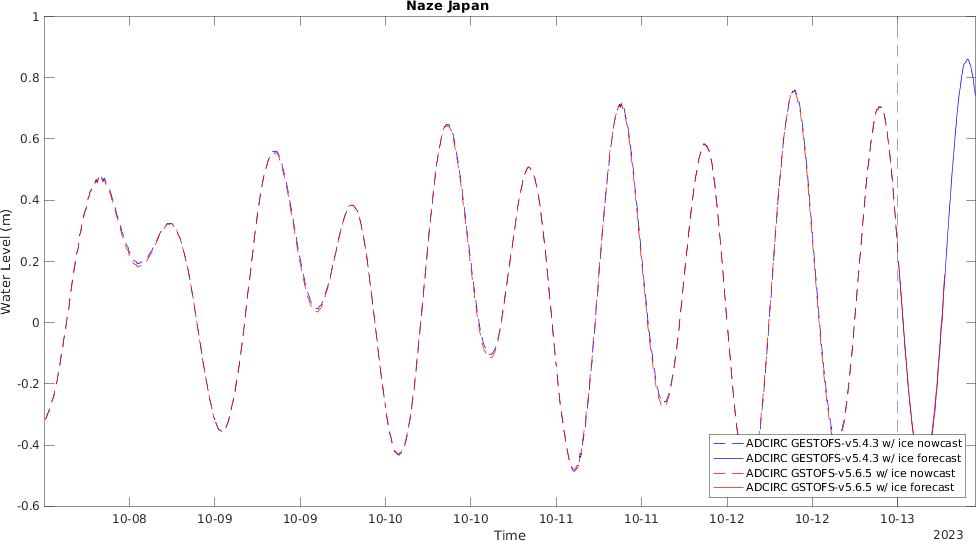 Naze Japan
1
0.8
0.6
0.4
0.2
0
-0.2
-0.4
-0.6
Water Level (m)
ADCIRC GESTOFS-v5.4.3 w/ ice nowcast
ADCIRC GESTOFS-v5.4.3 w/ ice forecast
ADCIRC GSTOFS-v5.6.5 w/ ice nowcast
ADCIRC GSTOFS-v5.6.5 w/ ice forecast
10-08 10-09 10-09 10-10 10-10 10-11 10-11 10-12 10-12 10-13
Time
2023